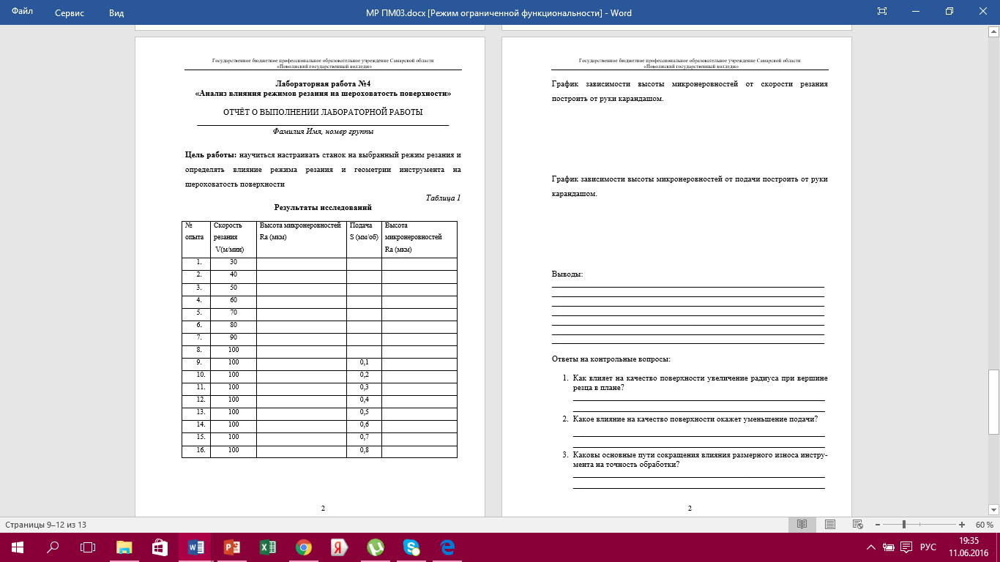 Файл Сервис Вид МР ПМ03.docx [Режим ограниченной функциональности] - Word
Государственное бюджетное профессиональное образовательное учреждение Самарской области
«Поволжский государственный колледж»
Лабораторная работа №4
«Анализ влияния режимов резания на шероховатость поверхности»
ОТЧЁТ О ВЫПОЛНЕНИИ ЛАБОРАТОРНОЙ РАБОТЫ
Фамилия Имя, номер группы
Цель работы: научиться настраивать станок на выбранный режим резания и
определять влияние режима резания и геометрии инструмента на
шероховатость поверхности
Таблица 1
Результаты исследований
№ опыта Скорость резания V(м/мин) Высота микронеровностей Ra (мкм) Подача S (мм/об) Высота микронеровностей Ra (мкм)
1. 30
2. 40
3. 50
4. 60
5. 70
6. 80
7. 90
8. 100
9. 100 0,1
10. 100 0,2
11. 100 0,3
12. 100 0,4
13. 100 0,5
14. 100 0,6
15. 100 0,7
16. 100 0,8
2
Государственное бюджетное профессиональное образовательное учреждение Самарской области
«Поволжский государственный колледж»
График зависимости высоты микронеровностей от скорости резания
построить от руки карандашом.
График зависимости высоты микронеровностей от подачи построить от руки
карандашом.
Выводы:
Ответы на контрольные вопросы:
1. Как влияет на качество поверхности увеличение радиуса при вершине
резца в плане?
2. Какое влияние на качество поверхности окажет уменьшение подачи?
3. Каковы основные пути сокращения влияния размерного износа инстру-
мента на точность обработки?
2
Страницы 9–12 из 13 60 %
РУС 19:35
11.06.2016